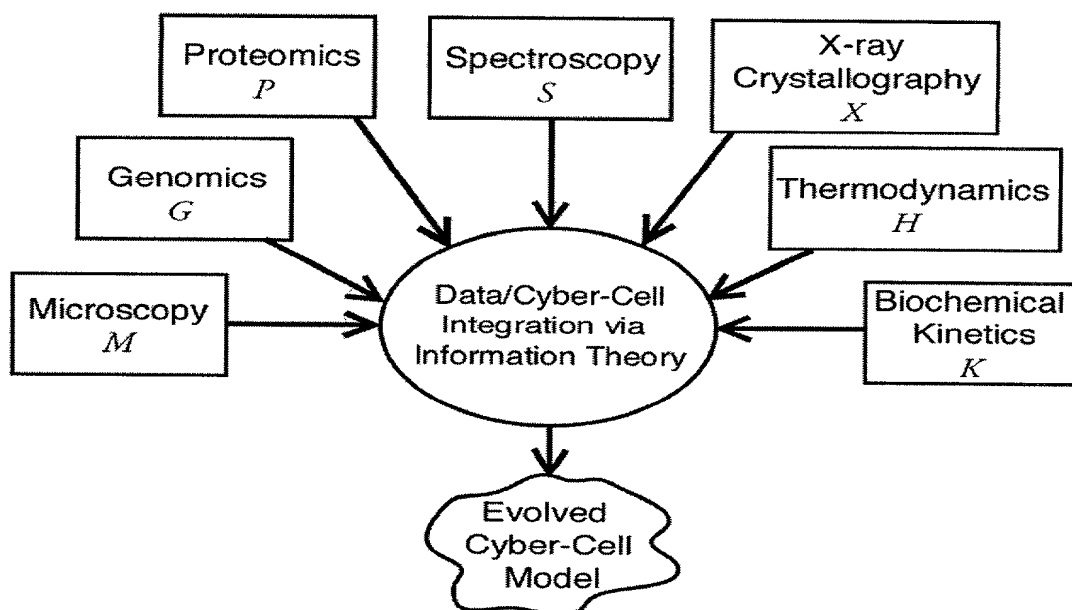 Proteomics
P
Spectroscopy
S
X-ray
Crystallography
X
Genomics
G
Thermodynamics
H
Microscopy
M
Data/Cyber-Cell
Integration via
Information Theory
Biochemical
Kinetics
K
Evolved
Cyber-Cell
Model